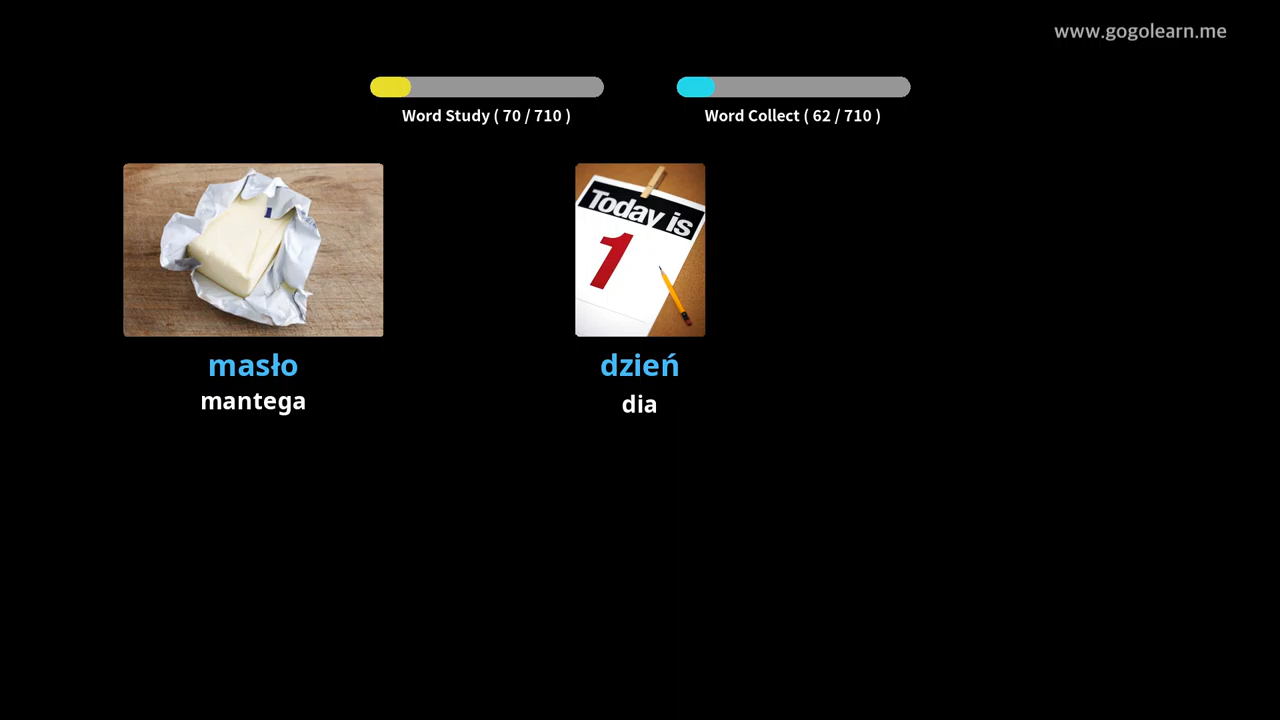 www.gogolearn.me
Word Study ( 70 / 710 )
Word Collect ( 62 / 710 )
Today is
1
masło
mantega
dzień
dia